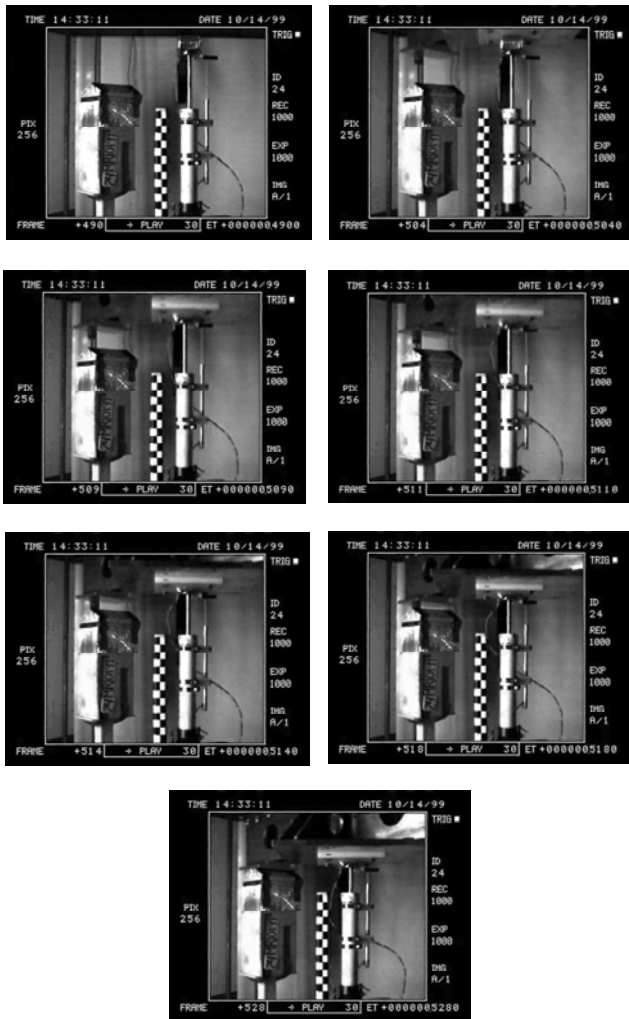 TIME 14:33:11 DATE 10/14/99
TRIG
ID
24
REC
1000
PIX
256
EXP
1000
IMG
A/1
FRAME +490 → PLAY 30 ET +0000004900
TIME 14:33:11 DATE 10/14/99
TRIG
ID
24
REC
1000
PIX
256
EXP
1000
IMG
A/1
FRAME +504 → PLAY 30 ET +0000005040
TIME 14:33:11 DATE 10/14/99
TRIG
ID
24
REC
1000
PIX
256
EXP
1000
IMG
A/1
FRAME +509 → PLAY 30 ET +0000005090
TIME 14:33:11 DATE 10/14/99
TRIG
ID
24
REC
1000
PIX
256
EXP
1000
IMG
A/1
FRAME +511 → PLAY 30 ET +0000005110
TIME 14:33:11 DATE 10/14/99
TRIG
ID
24
REC
1000
PIX
256
EXP
1000
IMG
A/1
FRAME +514 → PLAY 30 ET +0000005140
TIME 14:33:11 DATE 10/14/99
TRIG
ID
24
REC
1000
PIX
256
EXP
1000
IMG
A/1
FRAME +518 → PLAY 30 ET +0000005180
TIME 14:33:11 DATE 10/14/99
TRIG
ID
24
REC
1000
PIX
256
EXP
1000
IMG
A/1
FRAME +528 → PLAY 30 ET +0000005280